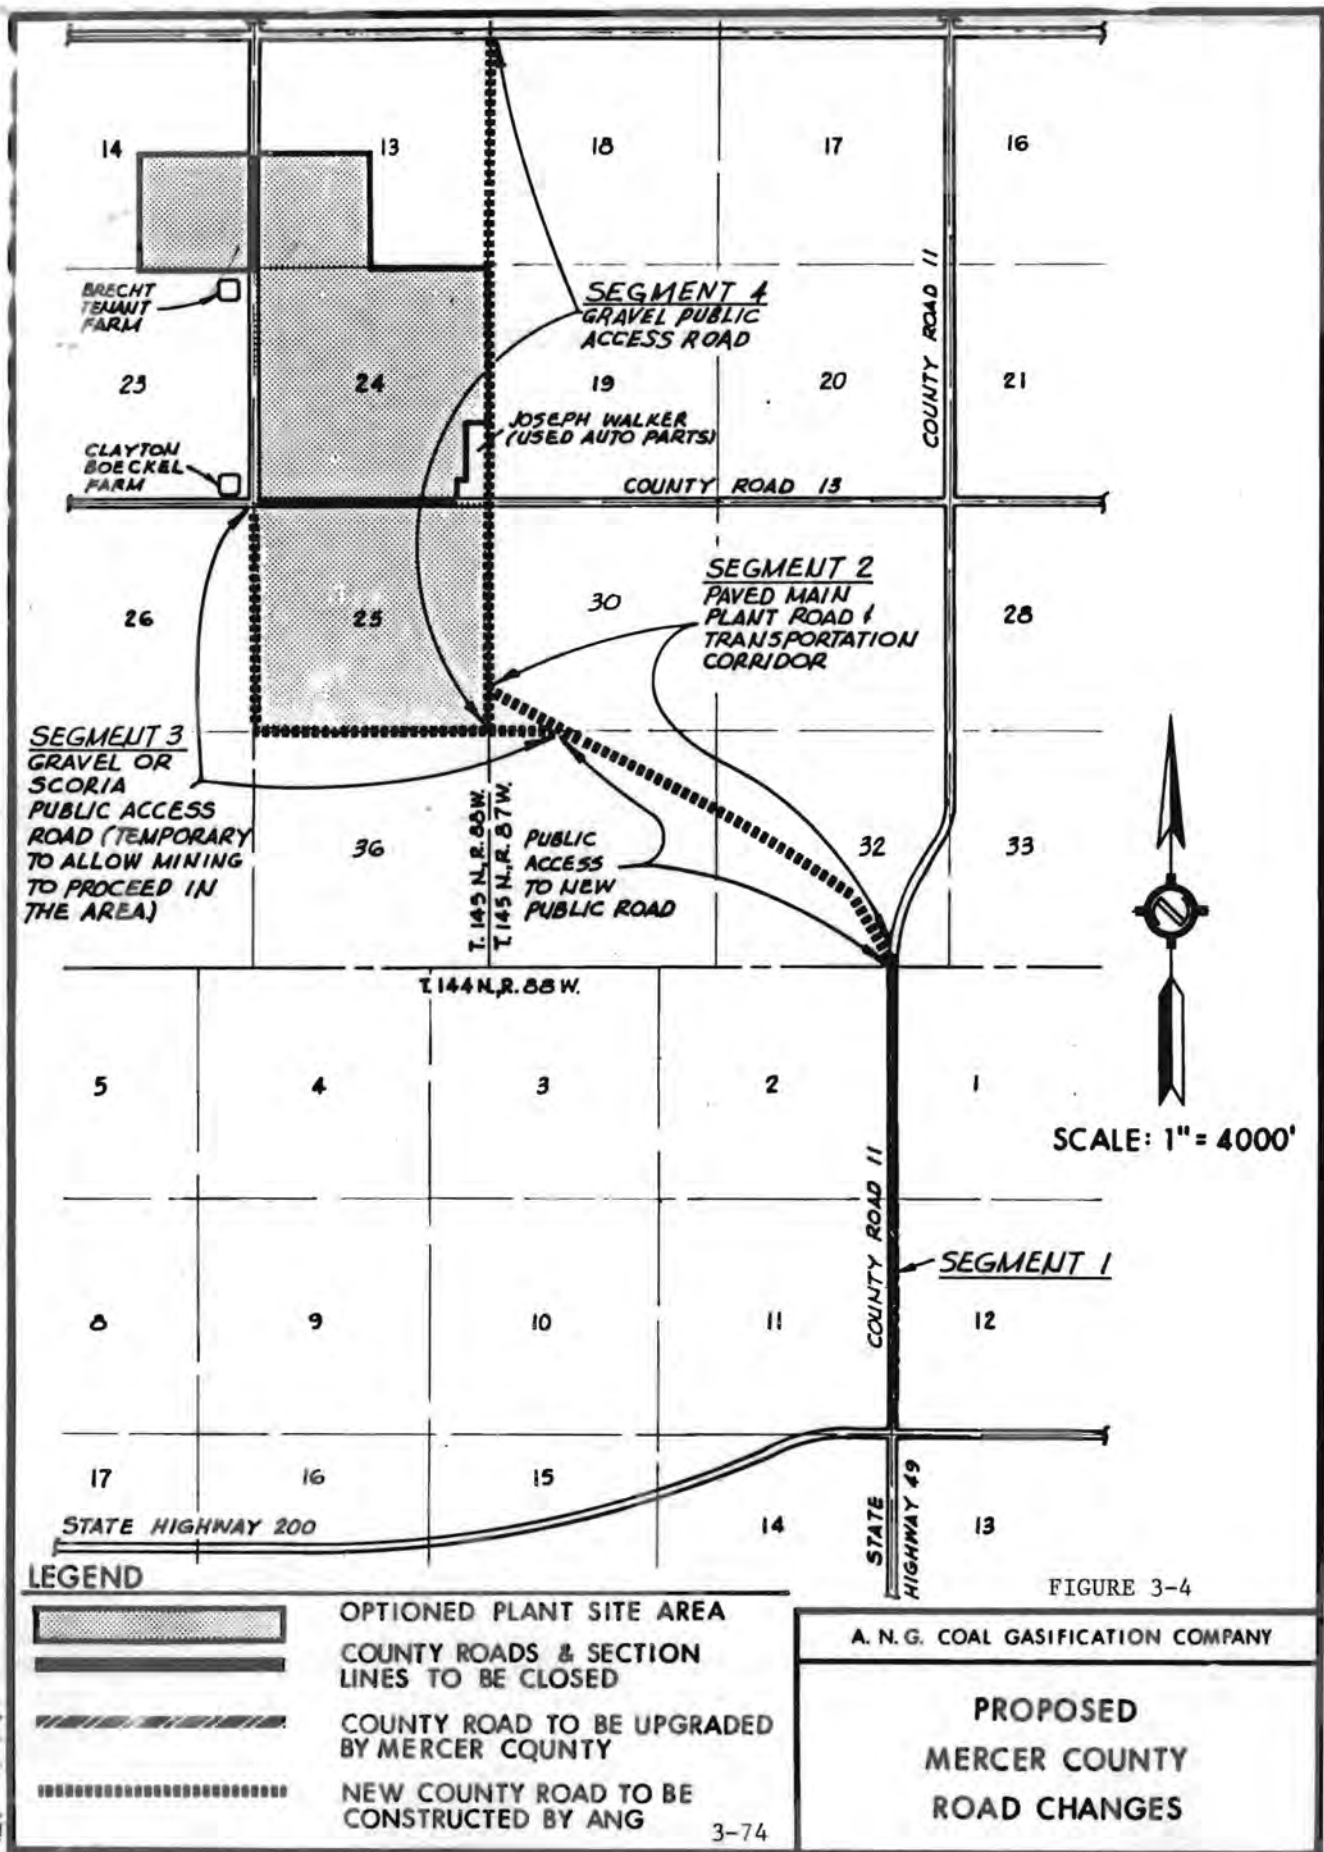 14
13
18
17
16
BRECHT
TENANT
FARM
SEGMENT 4
GRAVEL PUBLIC
ACCESS ROAD
COUNTY ROAD 11
23
24
19
20
21
JOSEPH WALKER
(USED AUTO PARTS)
CLAYTON
BOECKEL
FARM
COUNTY ROAD 13
SEGMENT 2
PAVED MAIN
PLANT ROAD &
TRANSPORTATION
CORRIDOR
26
25
30
28
SEGMENT 3
GRAVEL OR
SCORIA
PUBLIC ACCESS
ROAD (TEMPORARY
TO ALLOW MINING
TO PROCEED IN
THE AREA)
36
T. 145 N., R. 88 W.
T. 145 N., R. 87 W.
PUBLIC
ACCESS
TO NEW
PUBLIC ROAD
32
33
T. 144 N., R. 88 W.
5
4
3
2
1
SCALE: 1" = 4000'
COUNTY ROAD 11
SEGMENT 1
8
9
10
11
12
17
16
15
14
13
STATE HIGHWAY 200
STATE
HIGHWAY 49
LEGEND
OPTIONED PLANT SITE AREA
COUNTY ROADS & SECTION
LINES TO BE CLOSED
COUNTY ROAD TO BE UPGRADED
BY MERCER COUNTY
NEW COUNTY ROAD TO BE
CONSTRUCTED BY ANG
3-74
FIGURE 3-4
A. N. G. COAL GASIFICATION COMPANY
PROPOSED
MERCER COUNTY
ROAD CHANGES